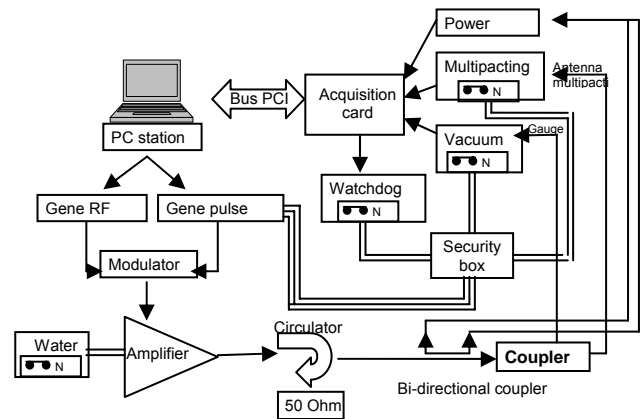 Power
Multipacting
N
Antenna
multipacti
Bus PCI
Acquisition
card
PC station
Vacuum
N
Gauge
Watchdog
N
Gene RF
Gene pulse
Security
box
Modulator
Water
N
Amplifier
Circulator
50 Ohm
Coupler
Bi-directional coupler